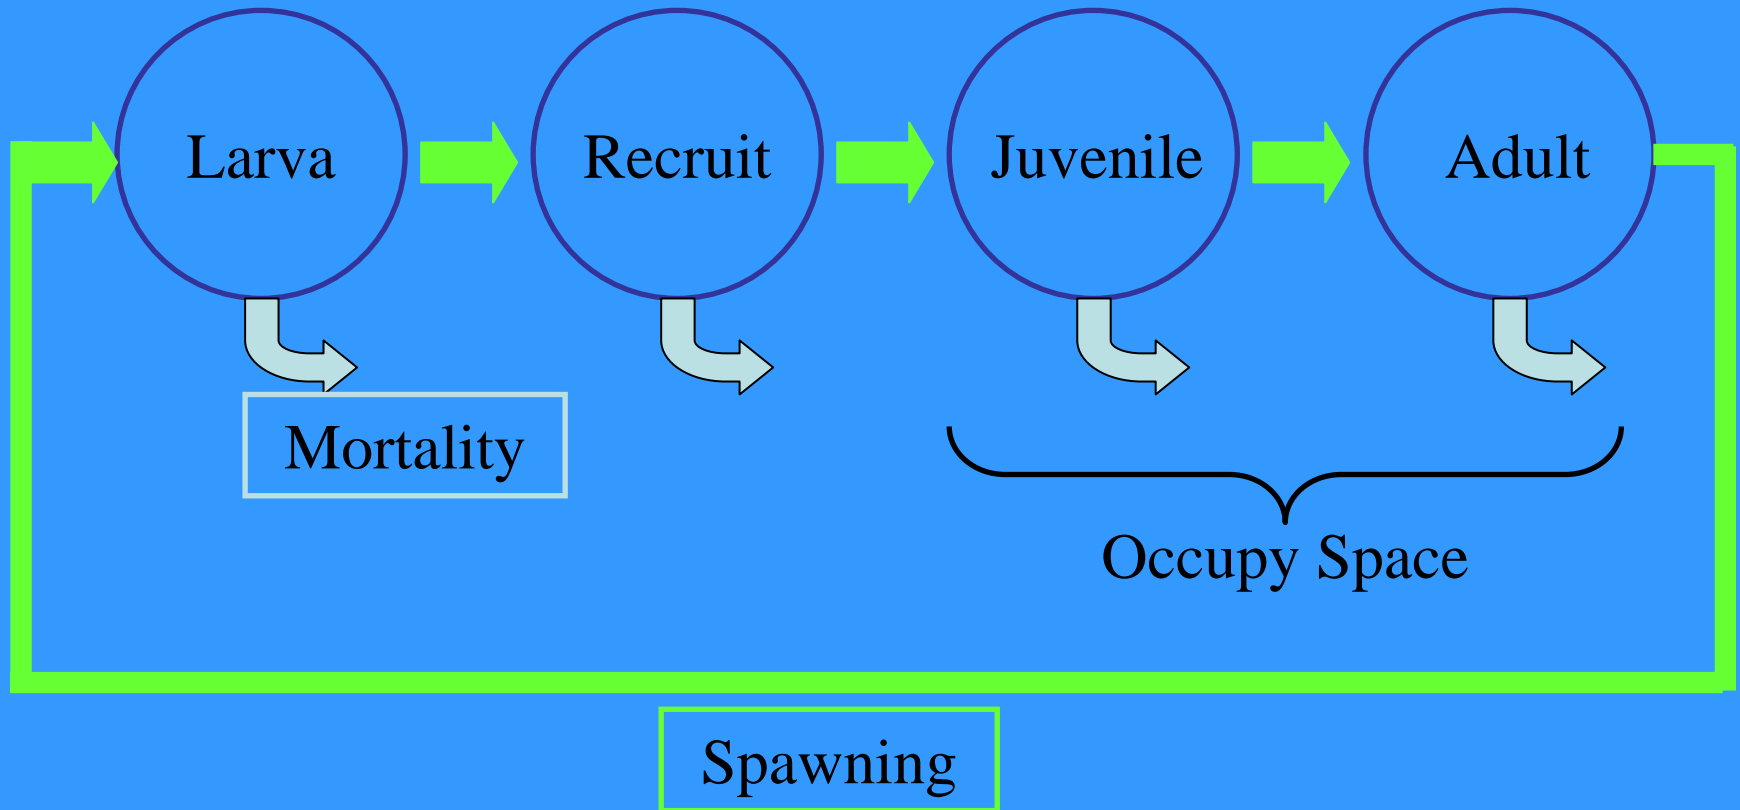 Larva
Recruit
Juvenile
Adult
Mortality
Occupy Space
Spawning